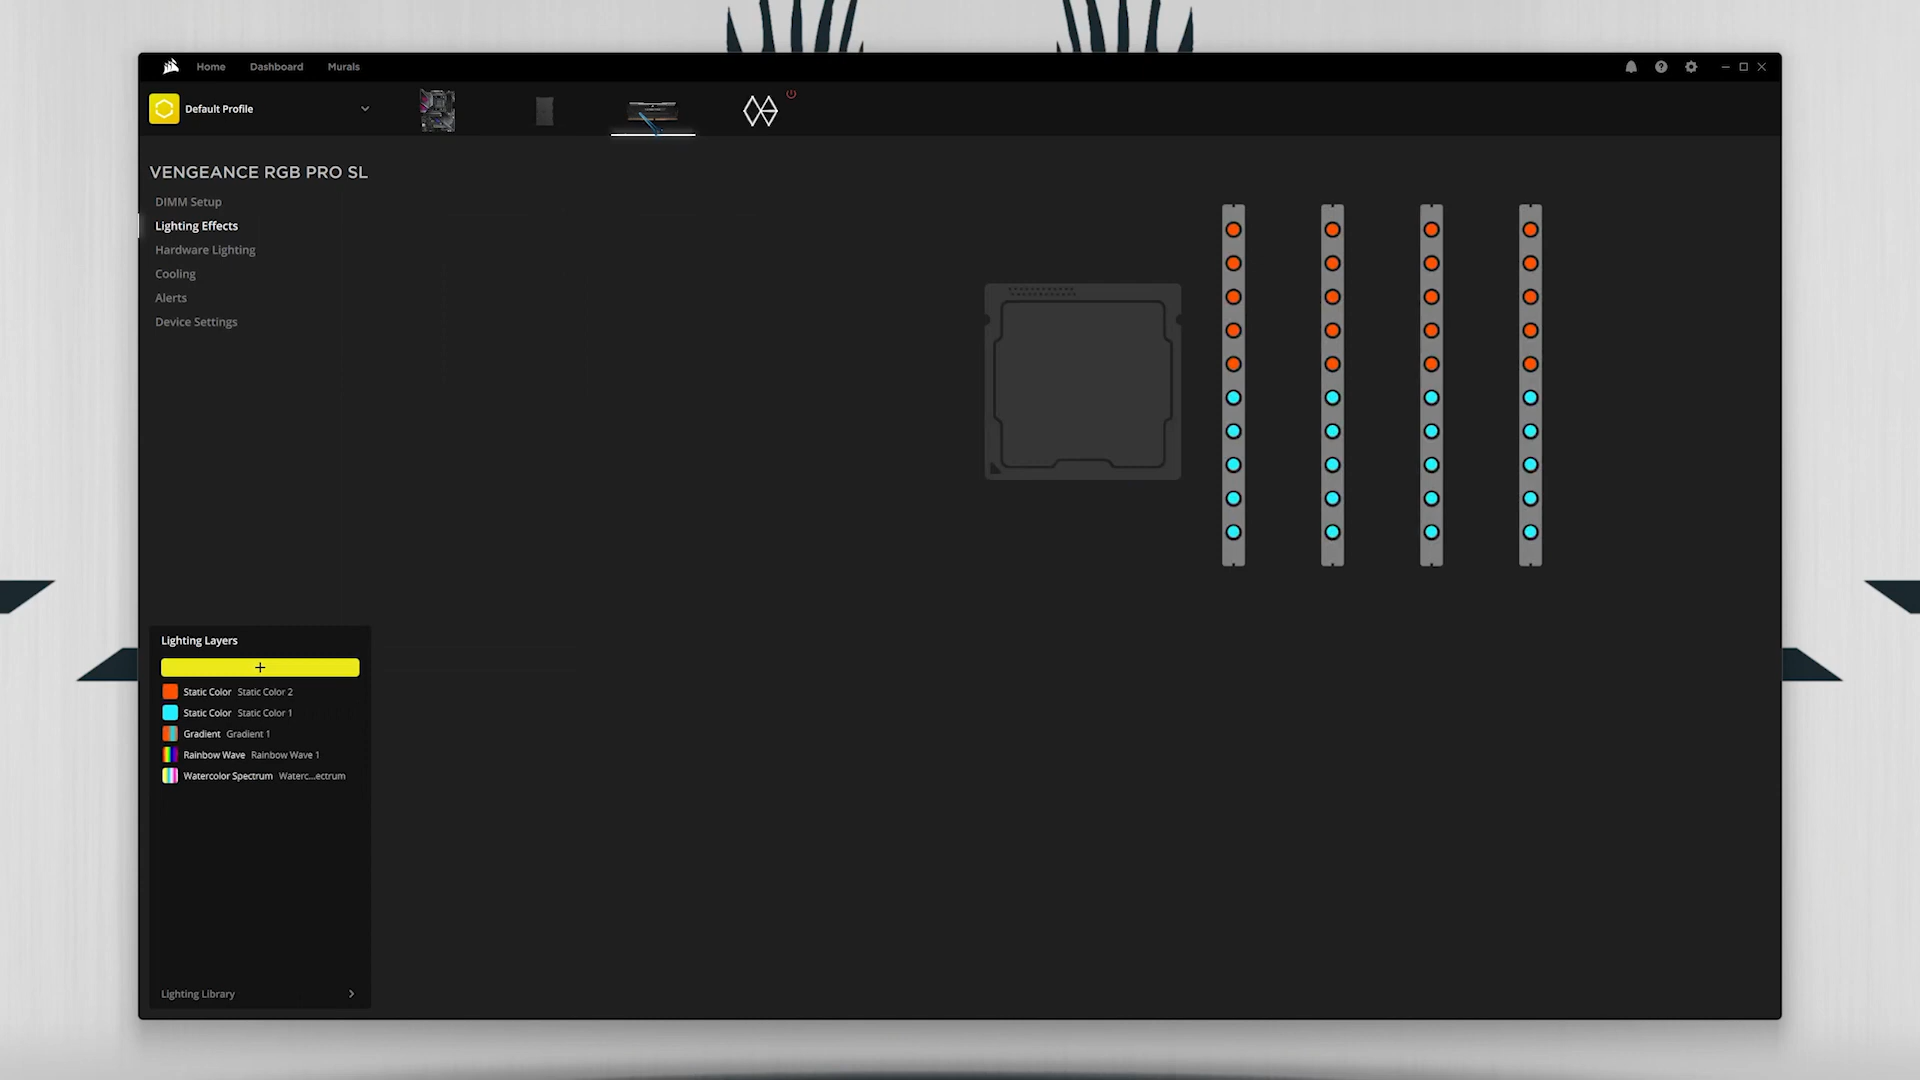 Home Dashboard Murals
Default Profile
VENGEANCE RGB PRO SL
DIMM Setup
Lighting Effects
Hardware Lighting
Cooling
Alerts
Device Settings
Lighting Layers
+
Static Color Static Color 2
Static Color Static Color 1
Gradient Gradient 1
Rainbow Wave Rainbow Wave 1
Watercolor Spectrum Waterc...ectrum
Lighting Library